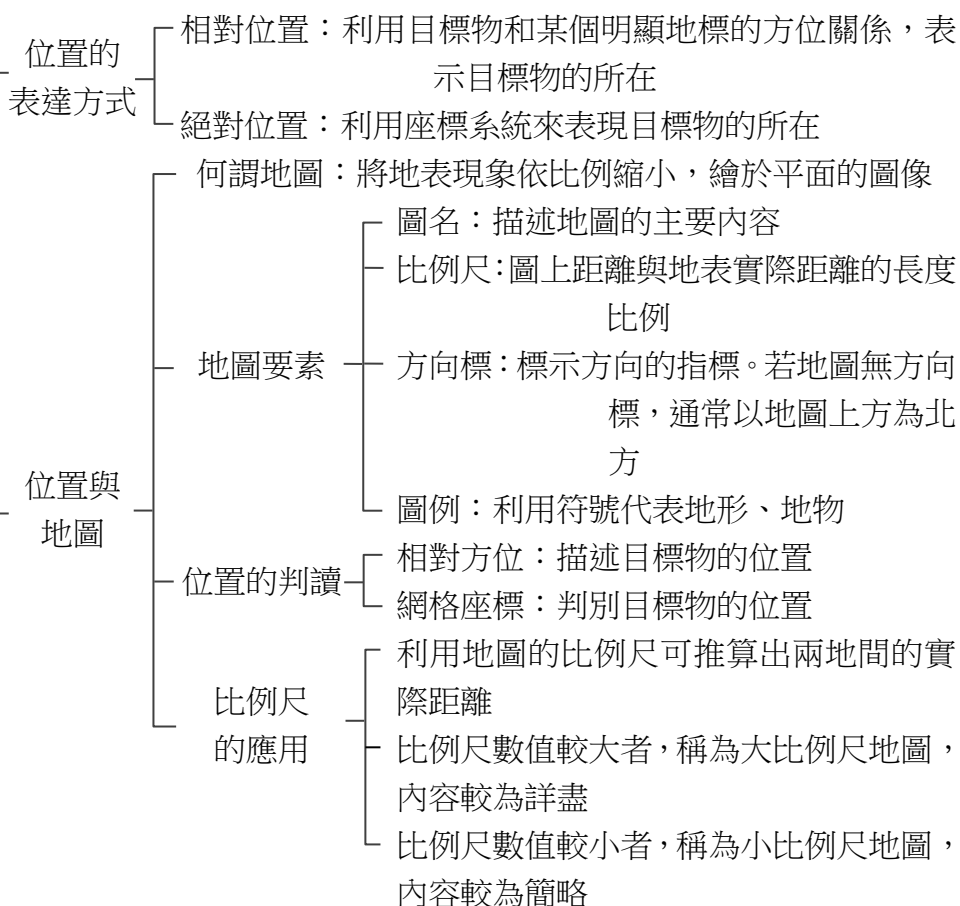 位置的
表達方式
相對位置：利用目標物和某個明顯地標的方位關係，表
示目標物的所在
絕對位置：利用座標系統來表現目標物的所在
位置與
地圖
何謂地圖：將地表現象依比例縮小，繪於平面的圖像
地圖要素
圖名：描述地圖的主要內容
比例尺：圖上距離與地表實際距離的長度
比例
方向標：標示方向的指標。若地圖無方向
標，通常以地圖上方為北
方
圖例：利用符號代表地形、地物
位置的判讀
相對方位：描述目標物的位置
網格座標：判別目標物的位置
比例尺
的應用
利用地圖的比例尺可推算出兩地間的實
際距離
比例尺數值較大者，稱為大比例尺地圖，
內容較為詳盡
比例尺數值較小者，稱為小比例尺地圖，
內容較為簡略